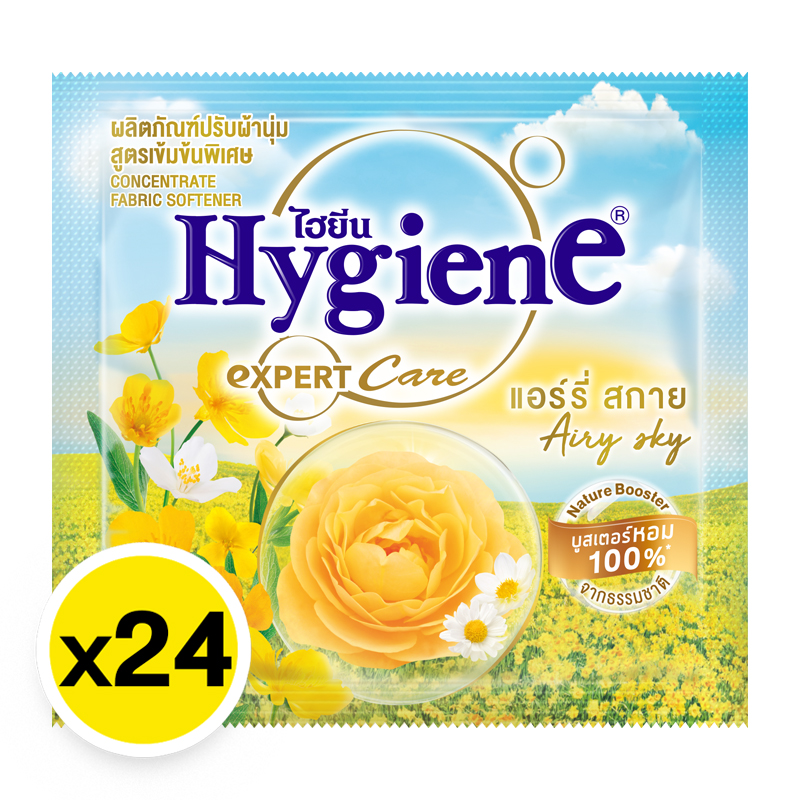 ผลิตภัณฑ์ปรับผ้านุ่ม
สูตรเข้มข้นพิเศษ
CONCENTRATE
FABRIC SOFTENER
ไฮยีน
Hygiene®
eXPERT Care
แอร์รี่ สกาย
Airy sky
Nature Booster
บูสเตอร์หอม
100%*
จากธรรมชาติ
x24